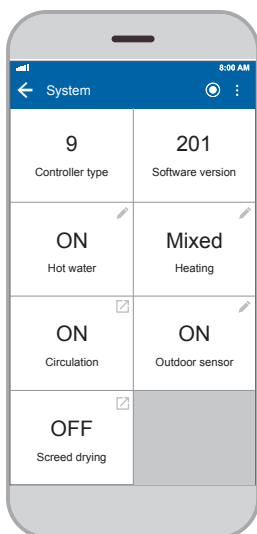 8:00 AM
System
9
Controller type
201
Software version
ON
Hot water
Mixed
Heating
ON
Circulation
ON
Outdoor sensor
OFF
Screed drying